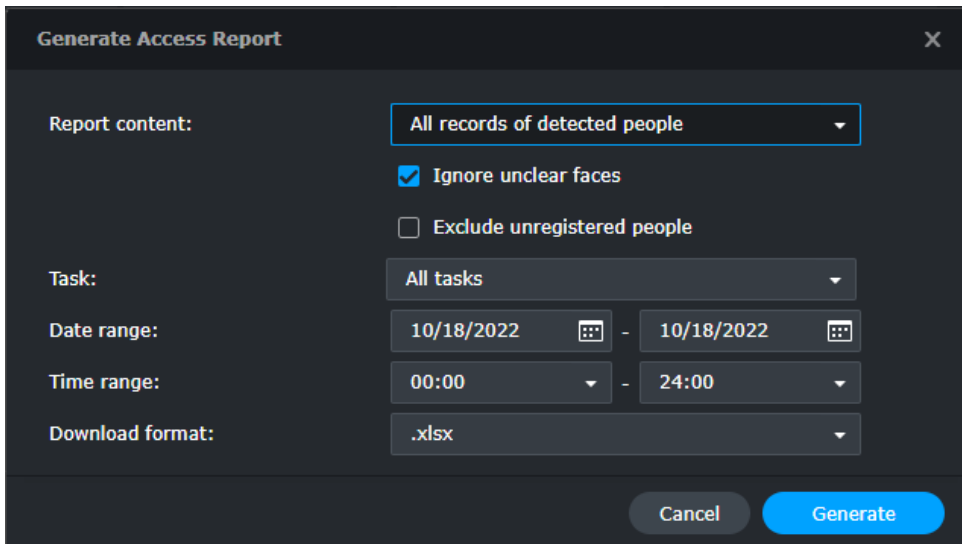 Generate Access Report
Report content: All records of detected people
Ignore unclear faces
Exclude unregistered people
Task: All tasks
Date range: 10/18/2022 - 10/18/2022
Time range: 00:00 - 24:00
Download format: .xlsx
Cancel Generate